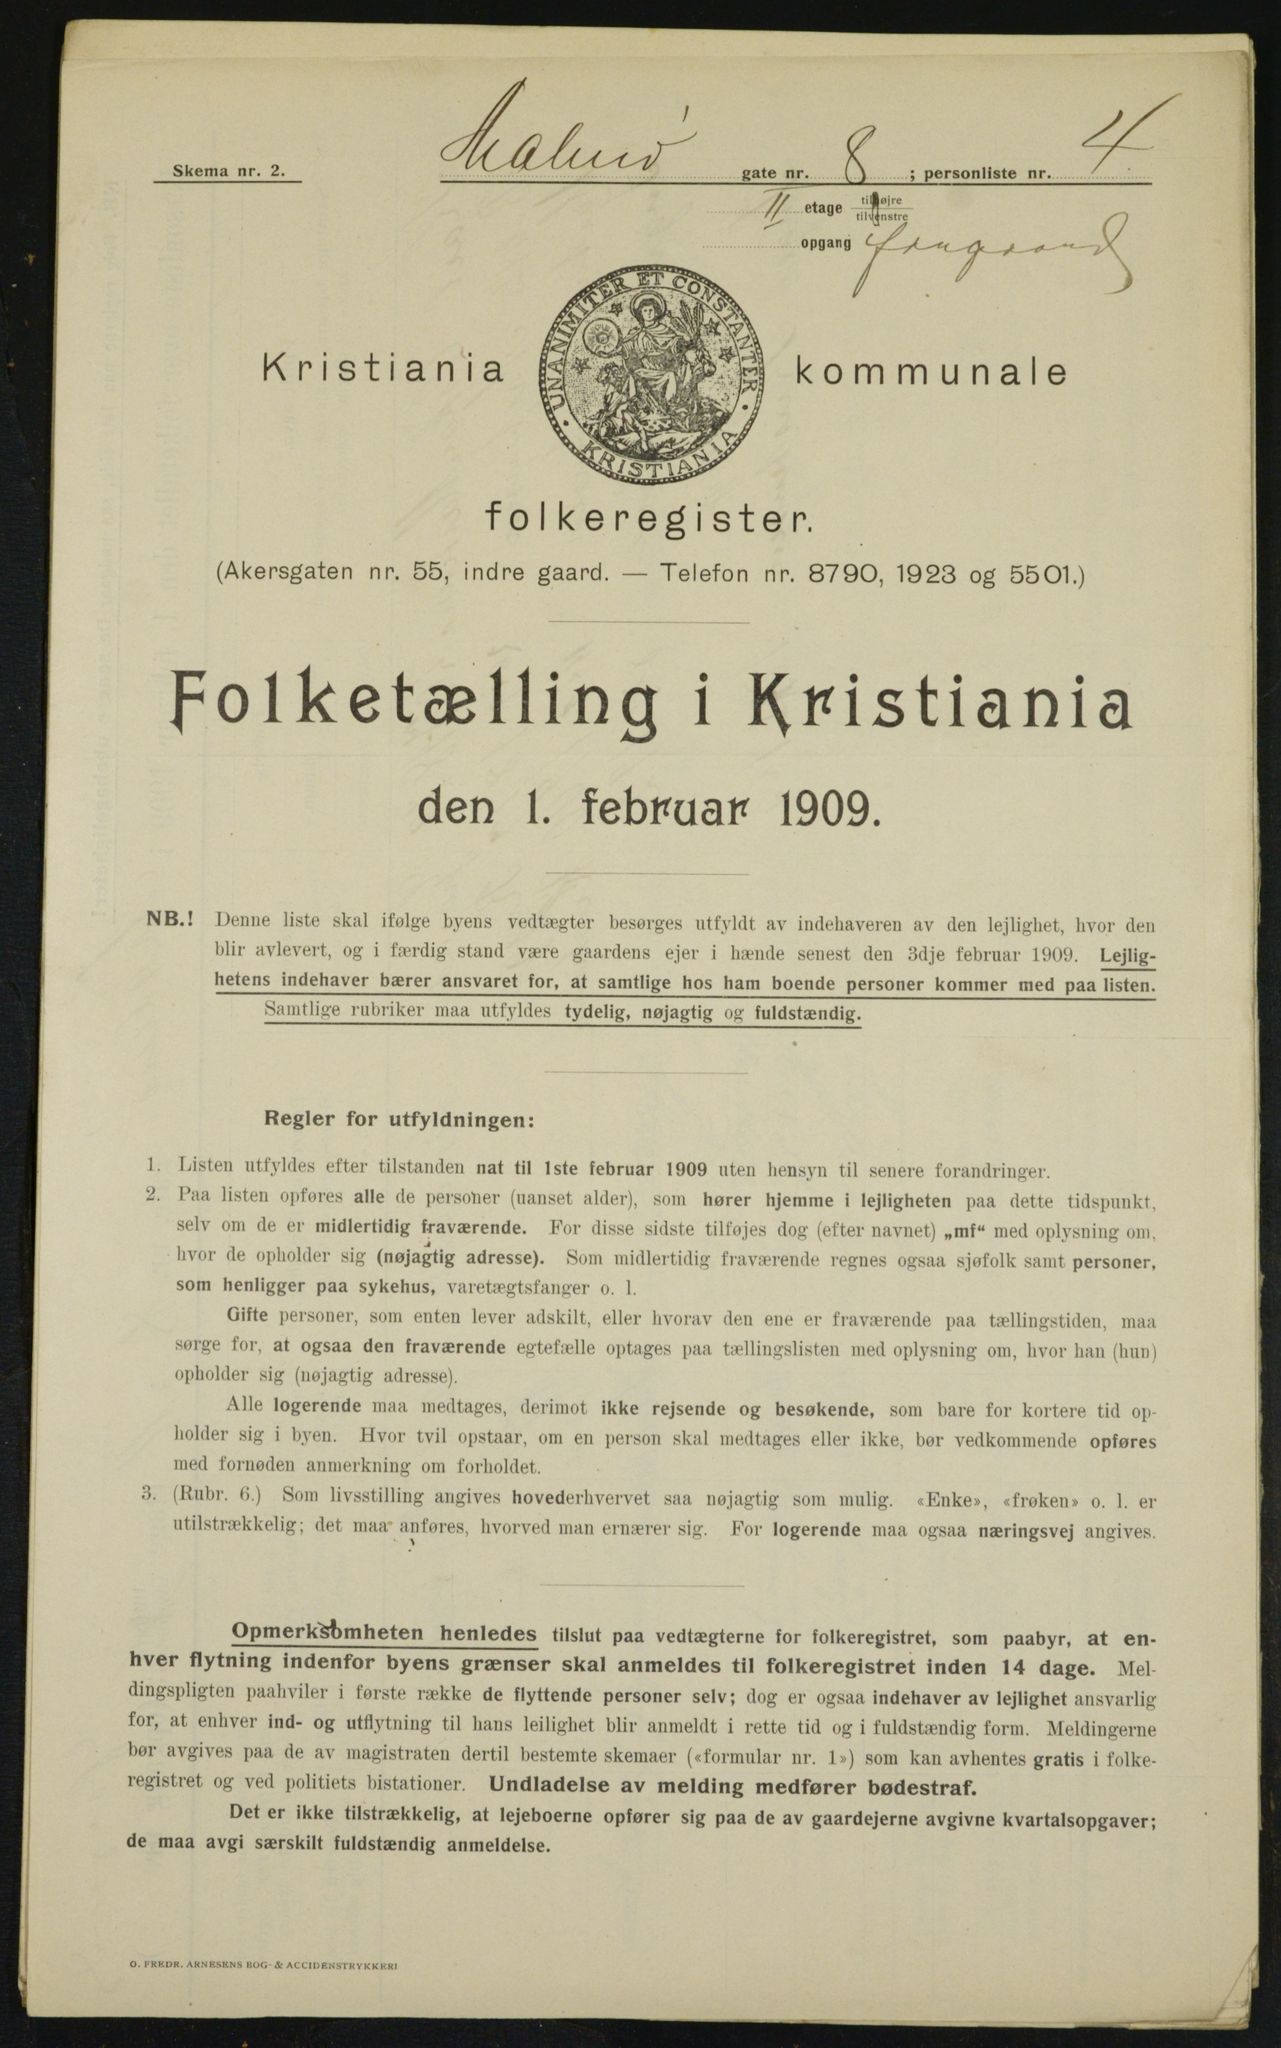 Skema nr. 2.
Malmø gate nr. 8 ; personliste nr. 4
II etage til højre
tilvenstre
opgang forgaard
UNANIMITER ET CONSTANTER
KRISTIANIA
Kristiania kommunale
folkeregister.
(Akersgaten nr. 55, indre gaard. — Telefon nr. 8790, 1923 og 5501.)
Folketælling i Kristiania
den 1. februar 1909.
NB.! Denne liste skal ifølge byens vedtægter besørges utfyldt av indehaveren av den lejlighet, hvor den
blir avlevert, og i færdig stand være gaardens ejer i hænde senest den 3dje februar 1909. Lejlig-
hetens indehaver bærer ansvaret for, at samtlige hos ham boende personer kommer med paa listen.
Samtlige rubriker maa utfyldes tydelig, nøjagtig og fuldstændig.
Regler for utfyldningen:
1. Listen utfyldes efter tilstanden nat til 1ste februar 1909 uten hensyn til senere forandringer.
2. Paa listen opføres alle de personer (uanset alder), som hører hjemme i lejligheten paa dette tidspunkt,
selv om de er midlertidig fraværende. For disse sidste tilføjes dog (efter navnet) „mf“ med oplysning om,
hvor de opholder sig (nøjagtig adresse). Som midlertidig fraværende regnes ogsaa sjøfolk samt personer,
som henligger paa sykehus, varetægtsfanger o. l.
Gifte personer, som enten lever adskilt, eller hvorav den ene er fraværende paa tællingstiden, maa
sørge for, at ogsaa den fraværende egtefælle optages paa tællingslisten med oplysning om, hvor han (hun)
opholder sig (nøjagtig adresse).
Alle logerende maa medtages, derimot ikke rejsende og besøkende, som bare for kortere tid op-
holder sig i byen. Hvor tvil opstaar, om en person skal medtages eller ikke, bør vedkommende opføres
med fornøden anmerkning om forholdet.
3. (Rubr. 6.) Som livsstilling angives hovederhvervet saa nøjagtig som mulig. «Enke», «frøken» o. l. er
utilstrækkelig; det maa anføres, hvorved man ernærer sig. For logerende maa ogsaa næringsvej angives.
Opmerksomheten henledes tilslut paa vedtægterne for folkeregistret, som paabyr, at en-
hver flytning indenfor byens grænser skal anmeldes til folkeregistret inden 14 dage. Mel-
dingspligten paahviler i første række de flyttende personer selv; dog er ogsaa indehaver av lejlighet ansvarlig
for, at enhver ind- og utflytning til hans leilighet blir anmeldt i rette tid og i fuldstændig form. Meldingerne
bør avgives paa de av magistraten dertil bestemte skemaer («formular nr. 1») som kan avhentes gratis i folke-
registret og ved politiets bistationer. Undladelse av melding medfører bødestraf.
Det er ikke tilstrækkelig, at lejeboerne opfører sig paa de av gaardejerne avgivne kvartalsopgaver;
de maa avgi særskilt fuldstændig anmeldelse.
O. FREDR. ARNESENS BOG- & ACCIDENSTRYKKERI